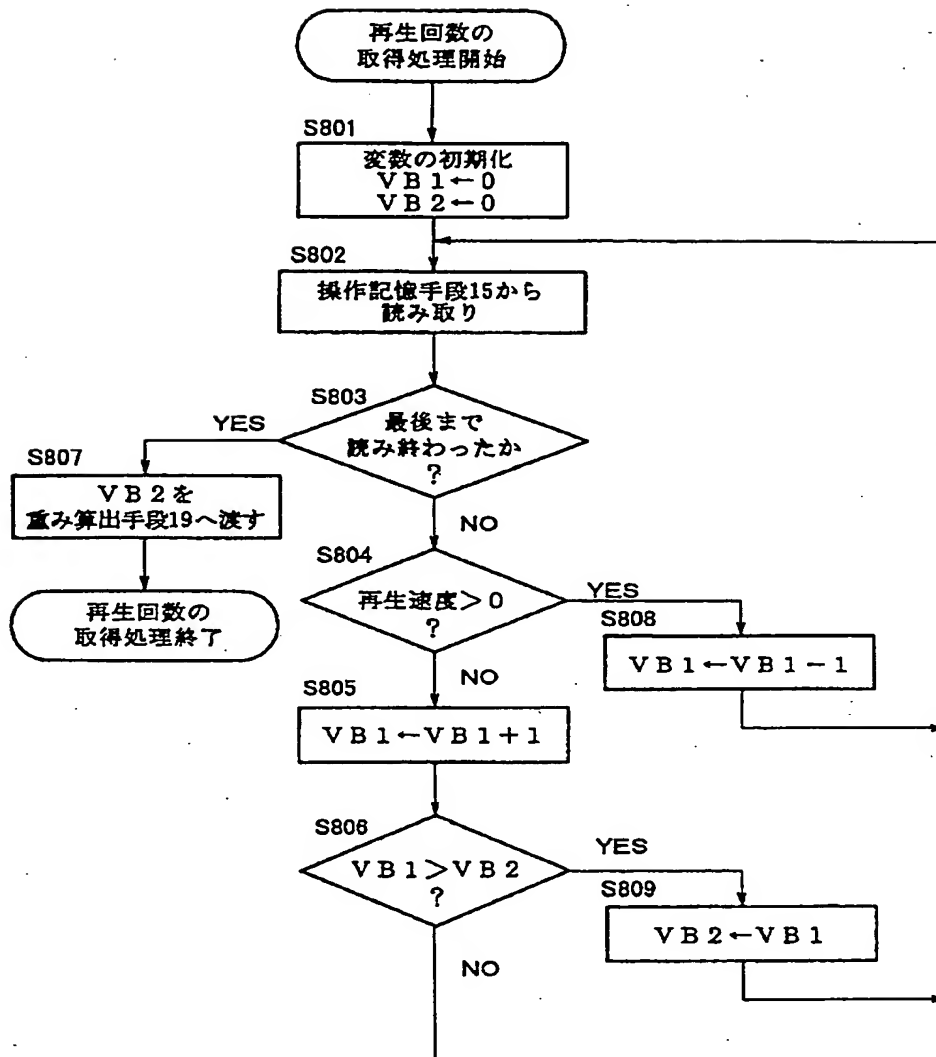 再生回数の
取得処理開始
S801
変数の初期化
VB1←0
VB2←0
S802
操作記憶手段15から
読み取り
S803
最後まで
読み終わったか
?
YES
S807
VB2を
重み算出手段19へ渡す
再生回数の
取得処理終了
NO
S804
再生速度>0
?
YES
S808
VB1←VB1-1
NO
S805
VB1←VB1+1
S806
VB1>VB2
?
YES
S809
VB2←VB1
NO